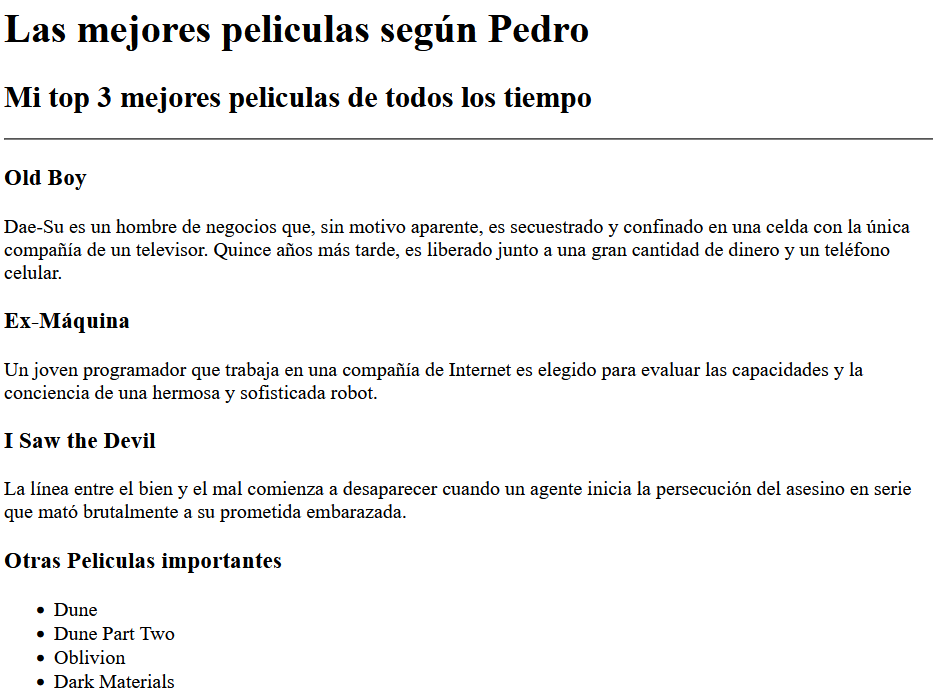 Las mejores peliculas según Pedro
Mi top 3 mejores peliculas de todos los tiempo
Old Boy
Dae-Su es un hombre de negocios que, sin motivo aparente, es secuestrado y confinado en una celda con la única
compañía de un televisor. Quince años más tarde, es liberado junto a una gran cantidad de dinero y un teléfono
celular.
Ex-Máquina
Un joven programador que trabaja en una compañía de Internet es elegido para evaluar las capacidades y la
conciencia de una hermosa y sofisticada robot.
I Saw the Devil
La línea entre el bien y el mal comienza a desaparecer cuando un agente inicia la persecución del asesino en serie
que mató brutalmente a su prometida embarazada.
Otras Peliculas importantes
• Dune
• Dune Part Two
• Oblivion
• Dark Materials